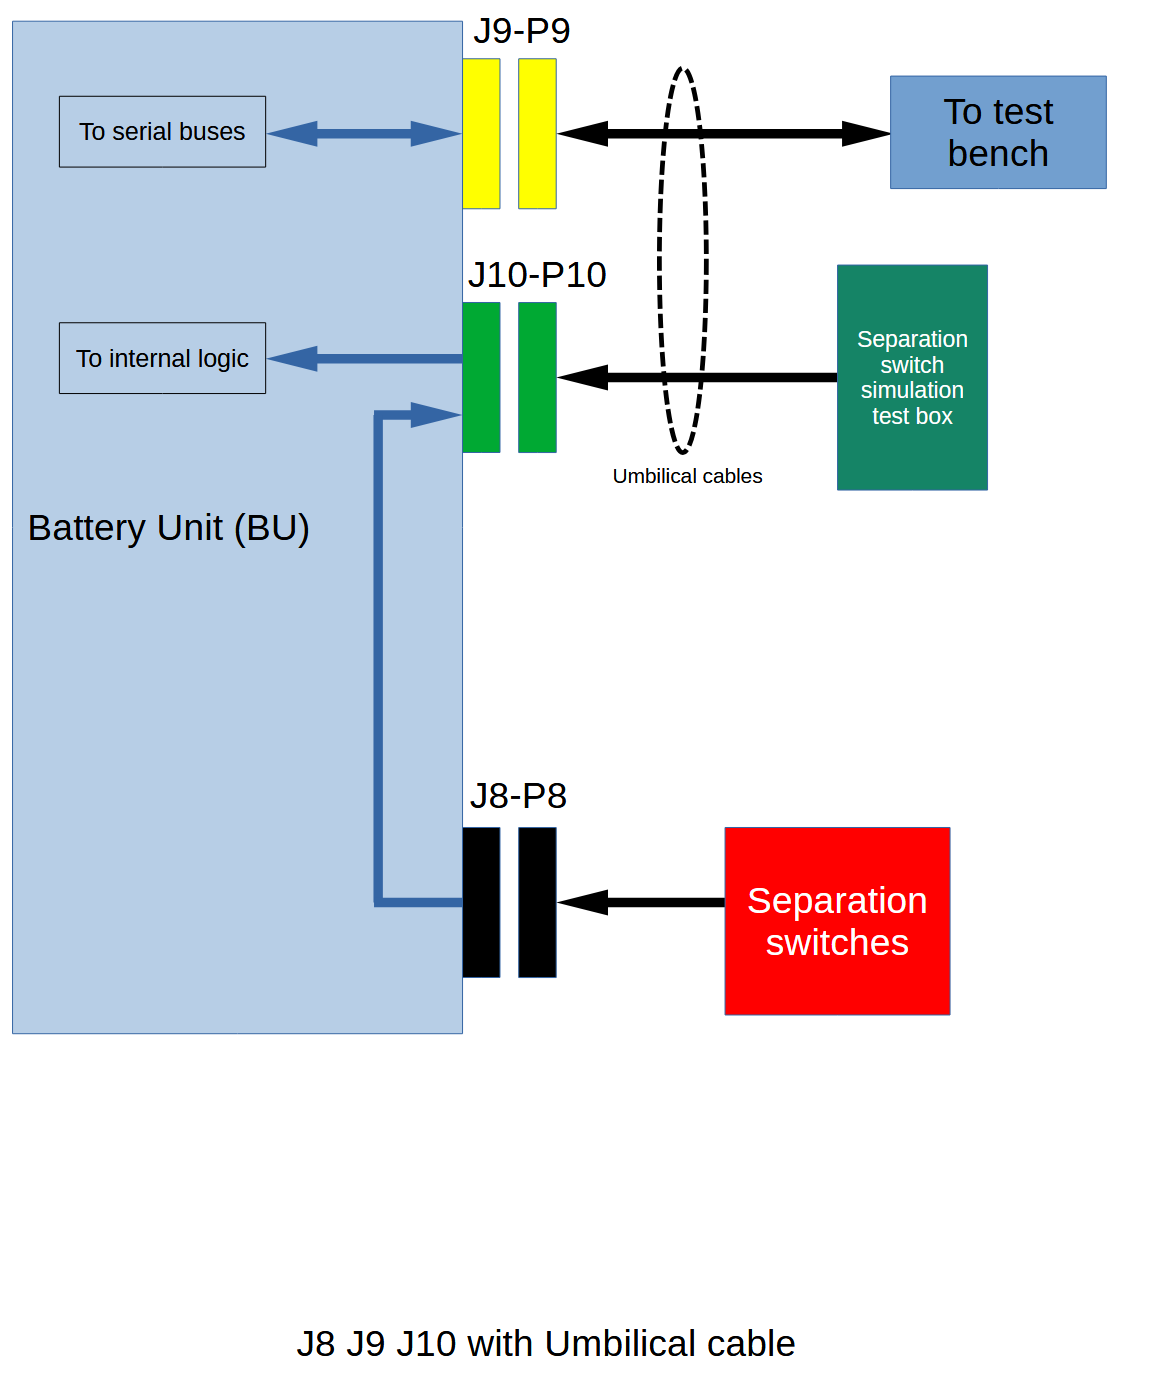 J9-P9
To serial buses
To test
bench
J10-P10
To internal logic
Separation
switch
simulation
test box
Umbilical cables
Battery Unit (BU)
J8-P8
Separation
switches
J8 J9 J10 with Umbilical cable